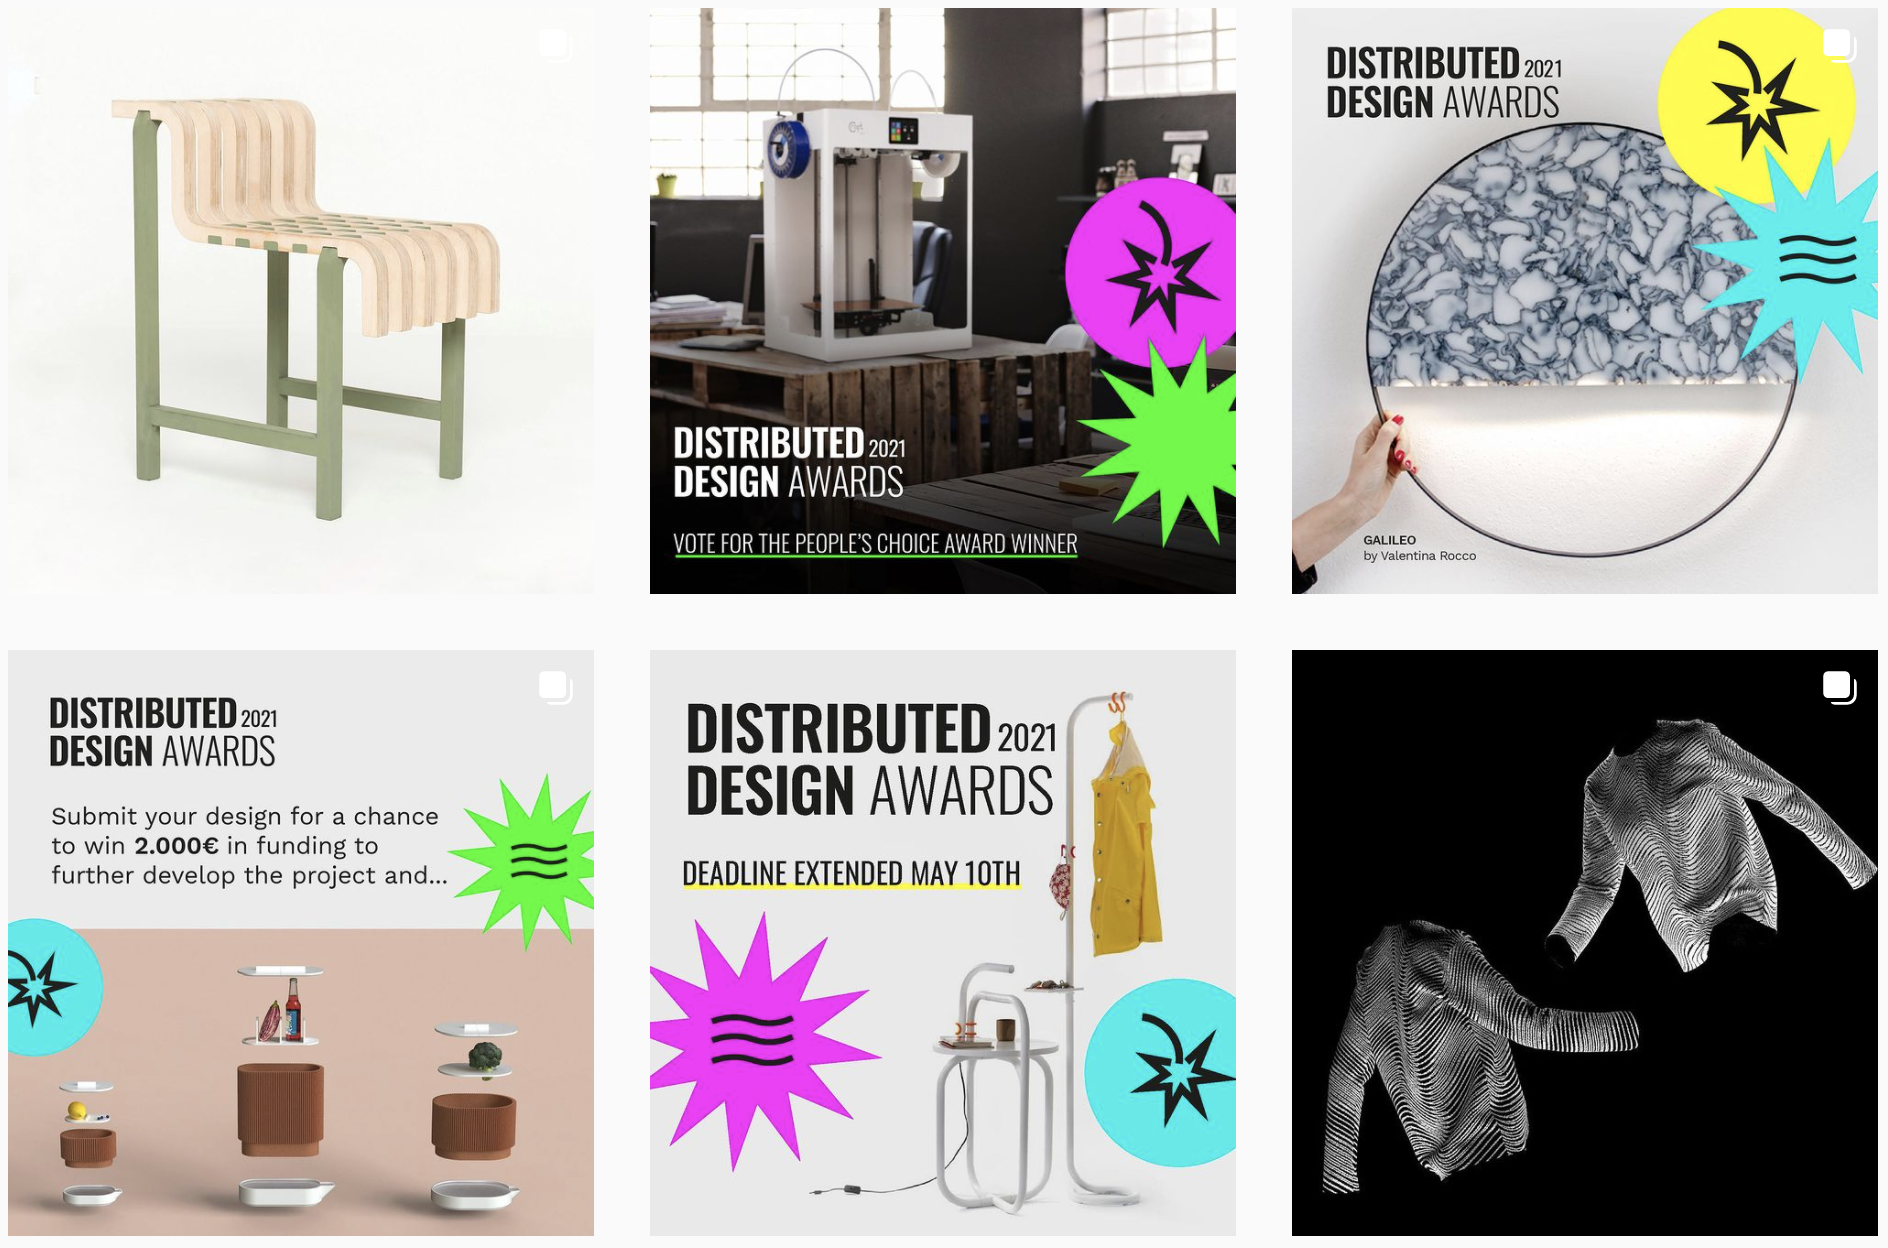 DISTRIBUTED 2021
DESIGN AWARDS
VOTE FOR THE PEOPLE'S CHOICE AWARD WINNER
DISTRIBUTED 2021
DESIGN AWARDS
GALILEO
by Valentina Rocco
DISTRIBUTED 2021
DESIGN AWARDS
Submit your design for a chance
to win 2.000€ in funding to
further develop the project and...
DISTRIBUTED 2021
DESIGN AWARDS
DEADLINE EXTENDED MAY 10TH